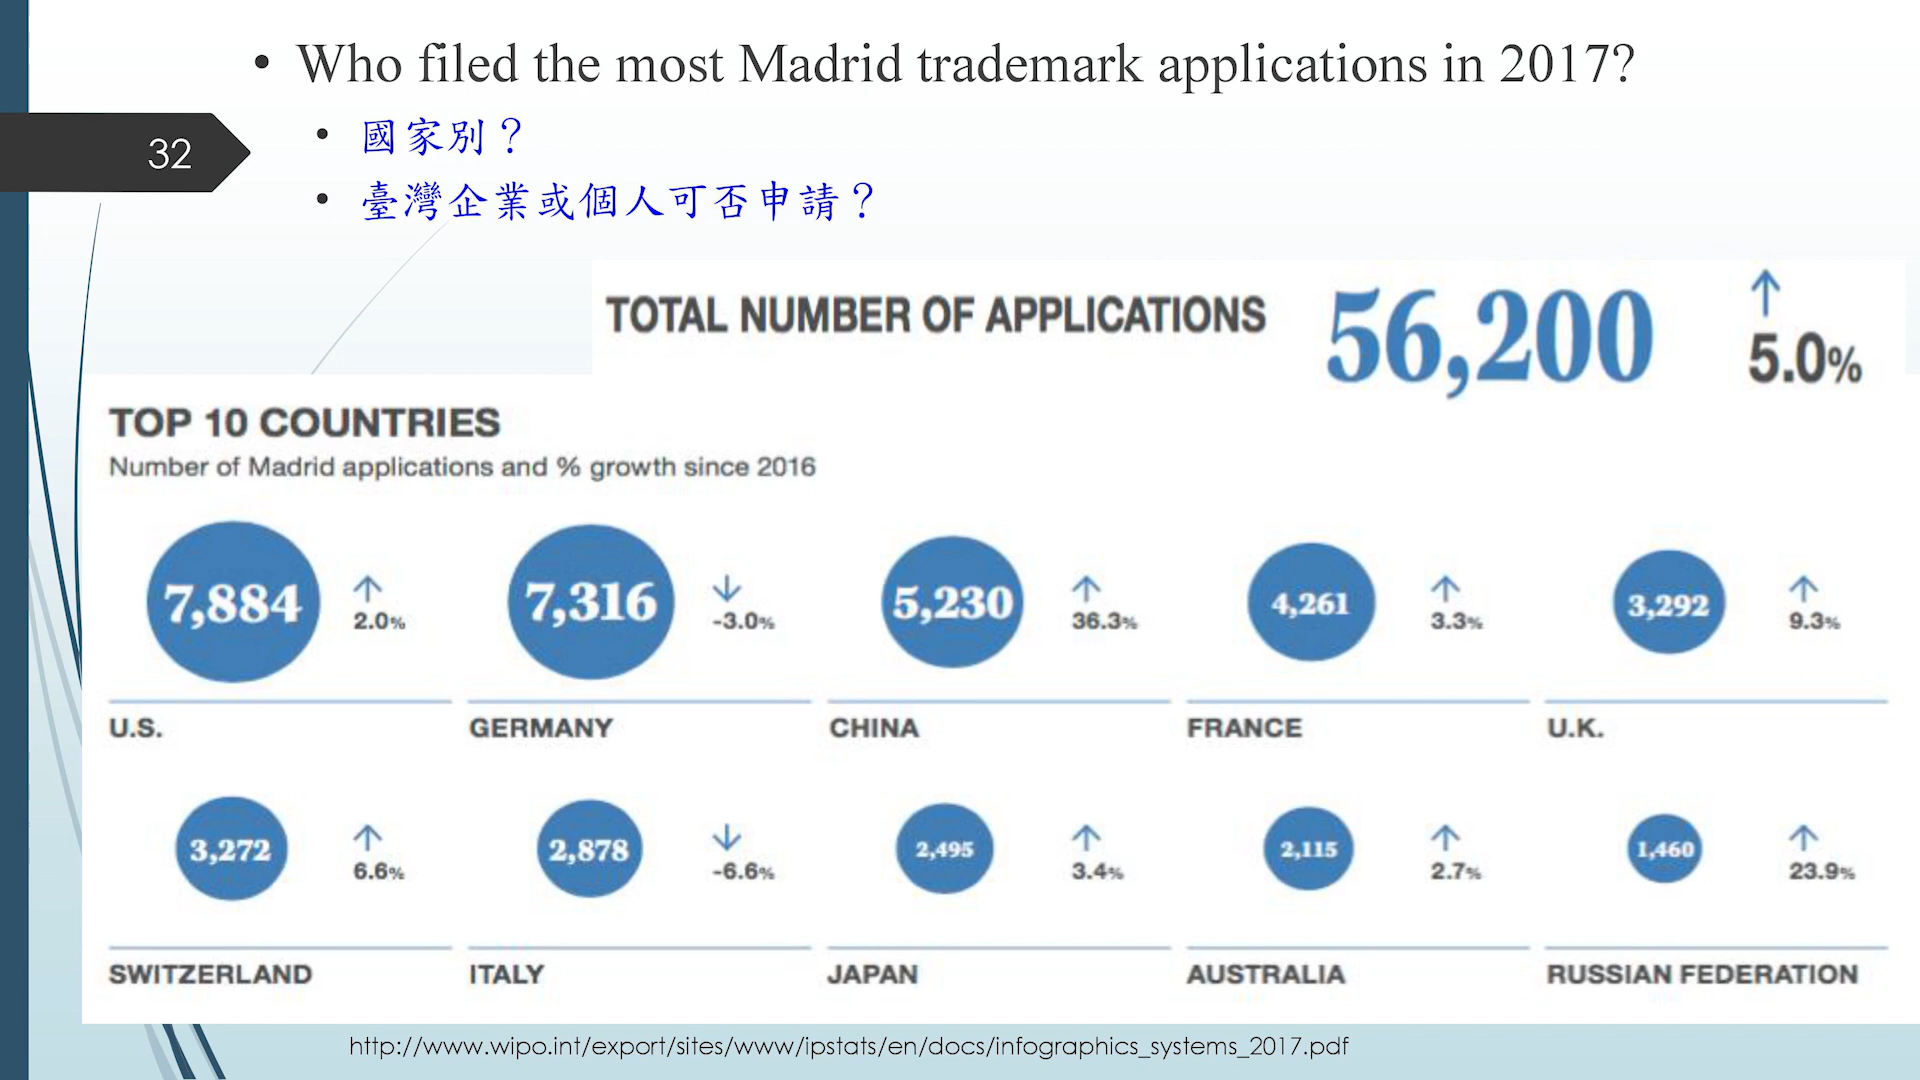 • Who filed the most Madrid trademark applications in 2017?
• 國家別？
32
• 臺灣企業或個人可否申請？
TOTAL NUMBER OF APPLICATIONS 56,200 ↑ 5.0%
TOP 10 COUNTRIES
Number of Madrid applications and % growth since 2016
7,884 ↑ 2.0% 7,316 ↓ -3.0% 5,230 ↑ 36.3% 4,261 ↑ 3.3% 3,292 ↑ 9.3%
U.S. GERMANY CHINA FRANCE U.K.
3,272 ↑ 6.6% 2,878 ↓ -6.6% 2,495 ↑ 3.4% 2,115 ↑ 2.7% 1,460 ↑ 23.9%
SWITZERLAND ITALY JAPAN AUSTRALIA RUSSIAN FEDERATION
http://www.wipo.int/export/sites/www/ipstats/en/docs/infographics_systems_2017.pdf